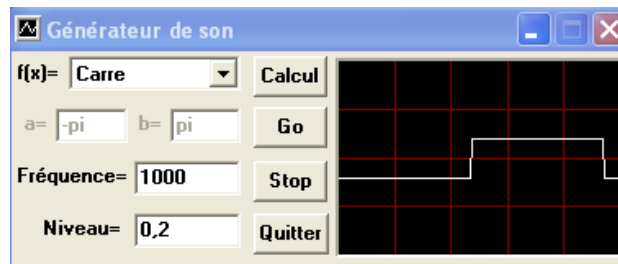 Générateur de son
f(x)= Carre Calcul
a= -pi b= pi Go
Fréquence= 1000 Stop
Niveau= 0,2 Quitter